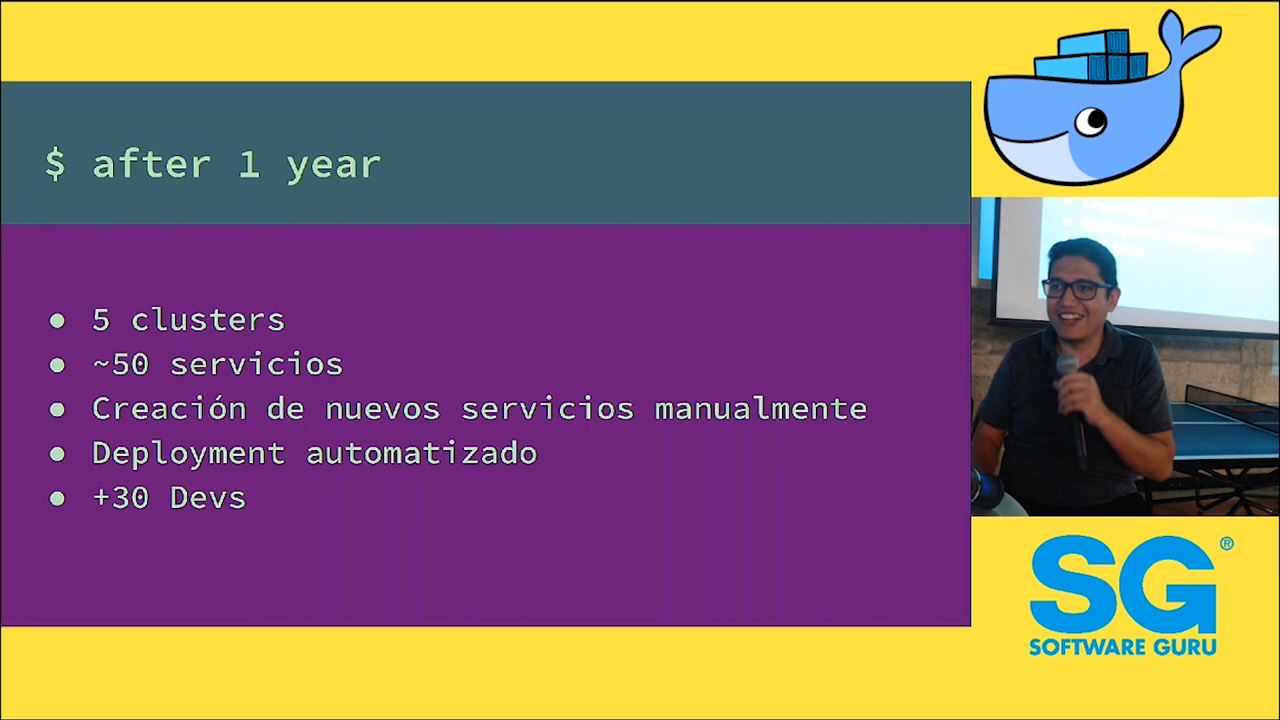 $ after 1 year
● 5 clusters
● ~50 servicios
● Creación de nuevos servicios manualmente
● Deployment automatizado
● +30 Devs
SG®
SOFTWARE GURU